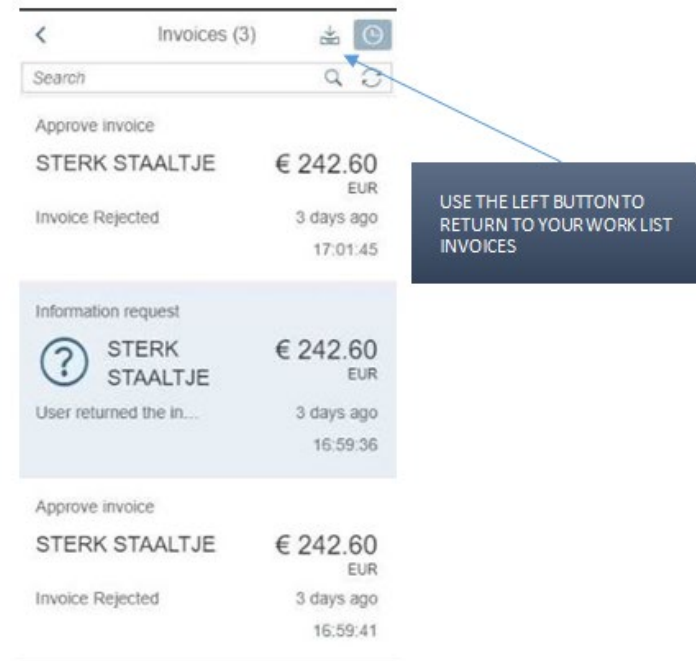 Invoices (3)
Search
Approve invoice
STERK STAALTJE € 242.60
EUR
Invoice Rejected 3 days ago
17:01:45
USE THE LEFT BUTTON TO
RETURN TO YOUR WORK LIST
INVOICES
Information request
?
STERK
STAALTJE
€ 242.60
EUR
User returned the in... 3 days ago
16:59:36
Approve invoice
STERK STAALTJE € 242.60
EUR
Invoice Rejected 3 days ago
16:59:41